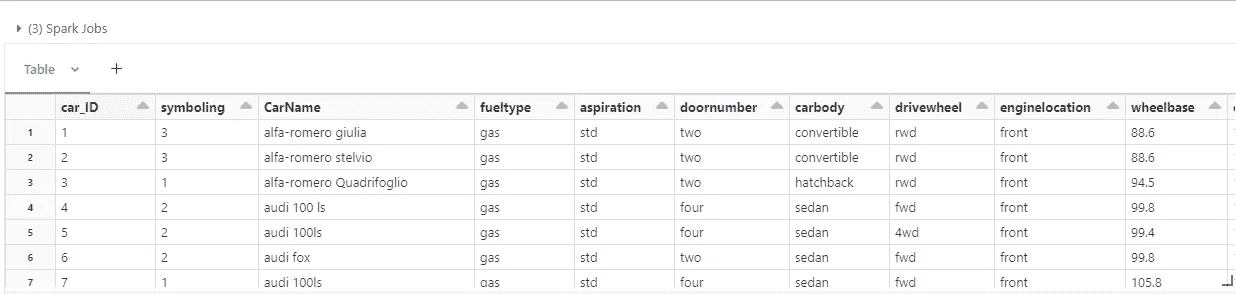 (3) Spark Jobs
Table
car_ID symboling CarName fueltype aspiration doornumber carbody drivewheel enginelocation wheelbase
1 1 3 alfa-romero giulia gas std two convertible rwd front 88.6
2 2 3 alfa-romero stelvio gas std two convertible rwd front 88.6
3 3 1 alfa-romero Quadrifoglio gas std two hatchback rwd front 94.5
4 4 2 audi 100 ls gas std four sedan fwd front 99.8
5 5 2 audi 100ls gas std four sedan 4wd front 99.4
6 6 2 audi fox gas std two sedan fwd front 99.8
7 7 1 audi 100ls gas std four sedan fwd front 105.8